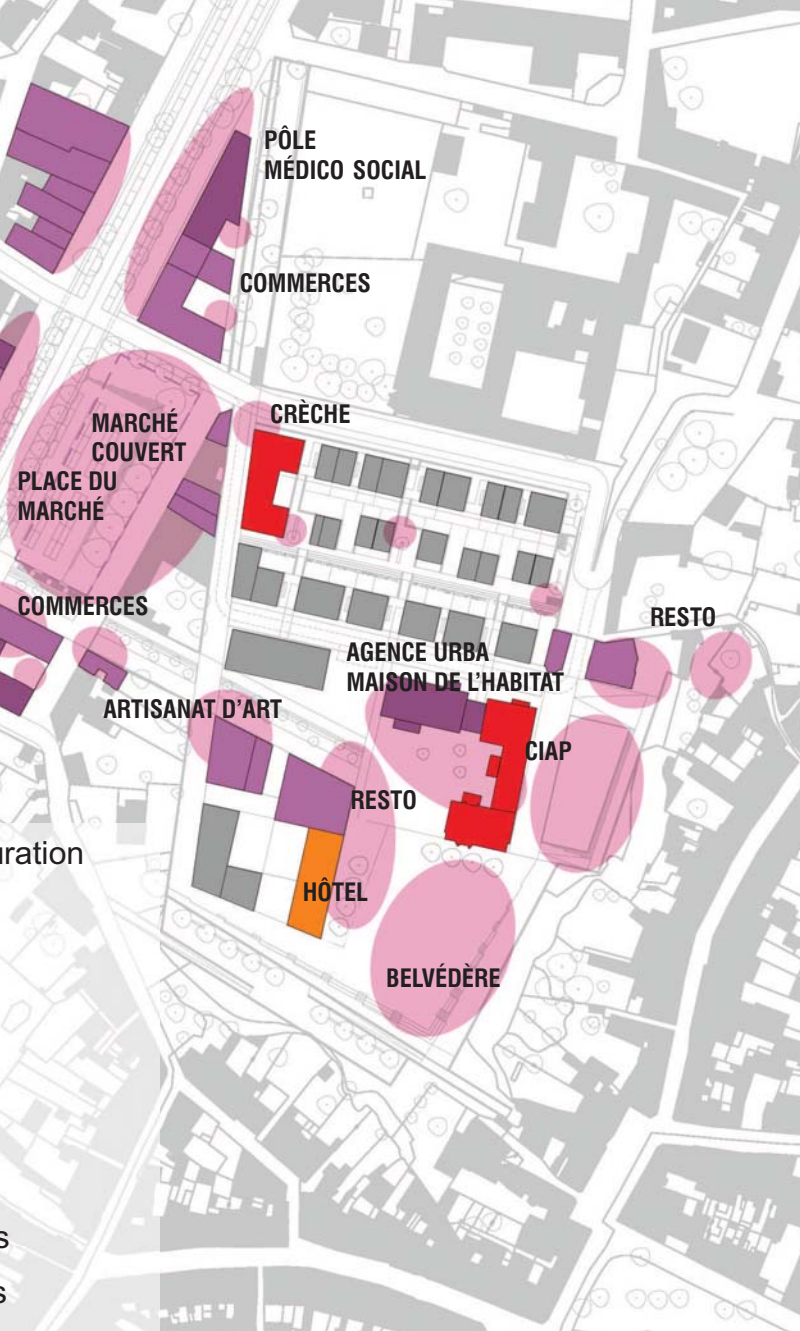 PÔLE
MÉDICO SOCIAL
COMMERCES
CRÈCHE
MARCHÉ
COUVERT
PLACE DU
MARCHÉ
COMMERCES
RESTO
AGENCE URBA
MAISON DE L'HABITAT
ARTISANAT D'ART
CIAP
RESTO
uration
HÔTEL
BELVÉDÈRE
s
s